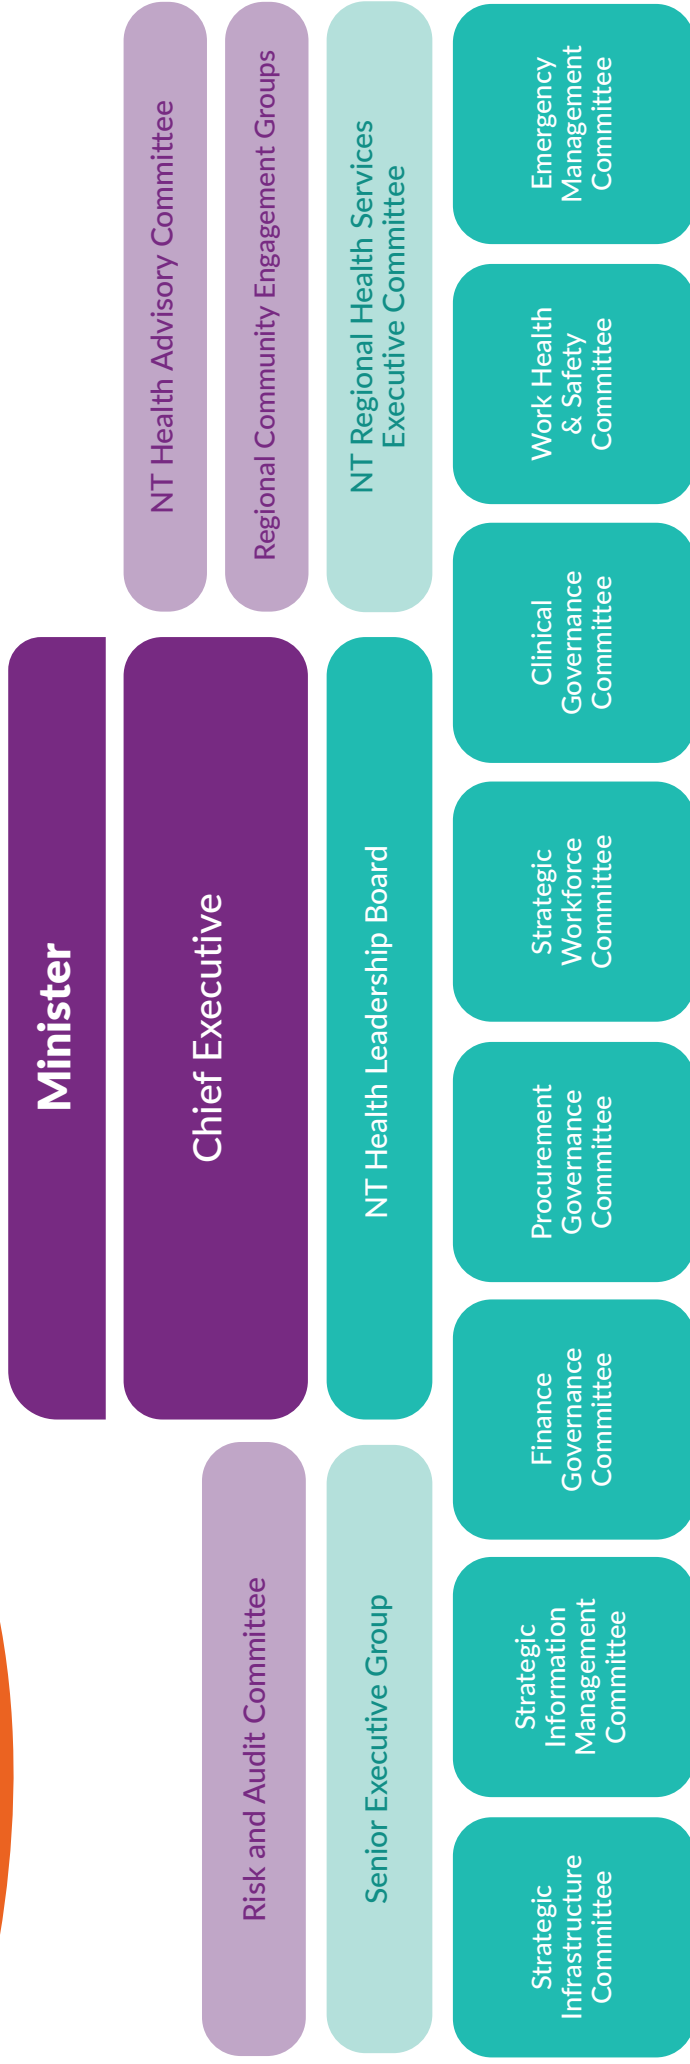 Minister
Chief Executive
NT Health Advisory Committee
Regional Community Engagement Groups
Risk and Audit Committee
Senior Executive Group
NT Health Leadership Board
NT Regional Health Services
Executive Committee
Strategic
Infrastructure
Committee
Strategic
Information
Management
Committee
Finance
Governance
Committee
Procurement
Governance
Committee
Strategic
Workforce
Committee
Clinical
Governance
Committee
Work Health
& Safety
Committee
Emergency
Management
Committee